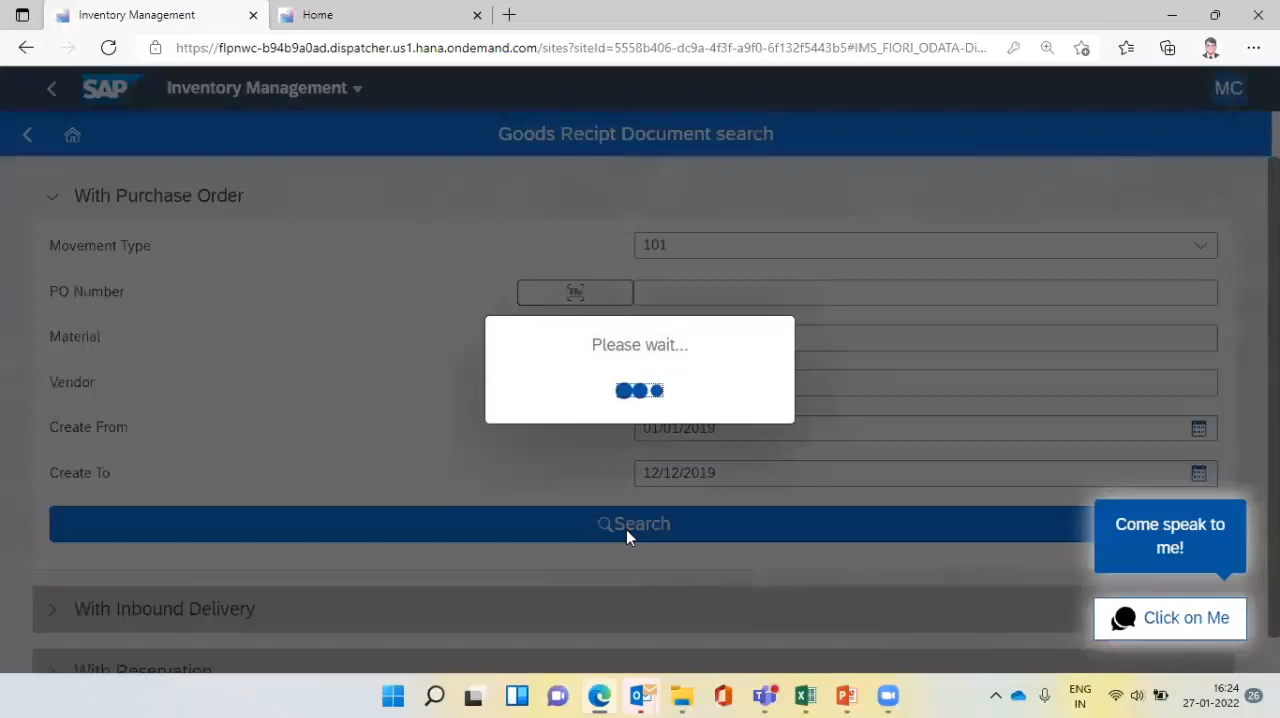 Inventory Management
Home
https://flpnwc-b94b9a0ad.dispatcher.us1.hana.ondemand.com/sites?siteId=5558b406-dc9a-4f3f-a9f0-6f132f5443b5#IMS_FIORI_ODATA-Di...
SAP
Inventory Management
MC
Goods Recipt Document search
With Purchase Order
Movement Type
101
PO Number
Material
Please wait...
Vendor
Create From
01/01/2019
Create To
12/12/2019
Search
Come speak to
me!
With Inbound Delivery
Click on Me
With Reservation
ENG
IN
16:24
27-01-2022
26